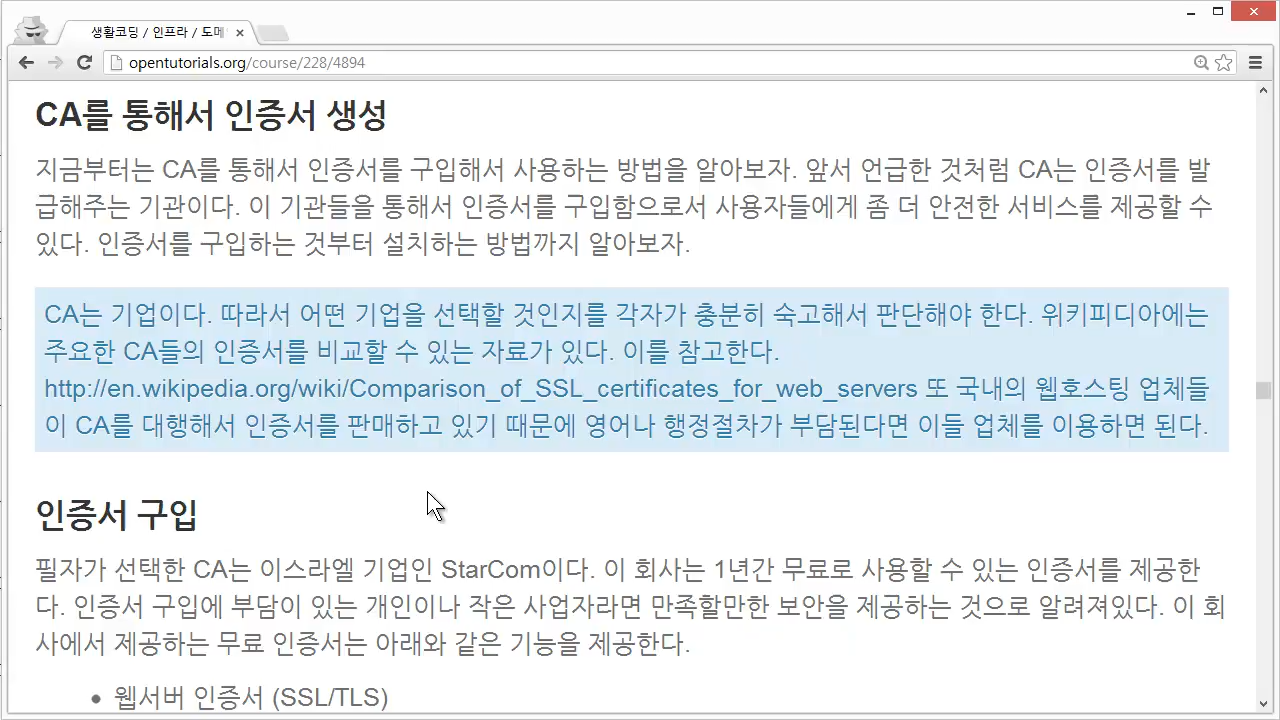 생활코딩 / 인프라 / 도메
opentutorials.org/course/228/4894
CA를 통해서 인증서 생성
지금부터는 CA를 통해서 인증서를 구입해서 사용하는 방법을 알아보자. 앞서 언급한 것처럼 CA는 인증서를 발
급해주는 기관이다. 이 기관들을 통해서 인증서를 구입함으로서 사용자들에게 좀 더 안전한 서비스를 제공할 수
있다. 인증서를 구입하는 것부터 설치하는 방법까지 알아보자.
CA는 기업이다. 따라서 어떤 기업을 선택할 것인지를 각자가 충분히 숙고해서 판단해야 한다. 위키피디아에는
주요한 CA들의 인증서를 비교할 수 있는 자료가 있다. 이를 참고한다.
http://en.wikipedia.org/wiki/Comparison_of_SSL_certificates_for_web_servers 또 국내의 웹호스팅 업체들
이 CA를 대행해서 인증서를 판매하고 있기 때문에 영어나 행정절차가 부담된다면 이들 업체를 이용하면 된다.
인증서 구입
필자가 선택한 CA는 이스라엘 기업인 StarCom이다. 이 회사는 1년간 무료로 사용할 수 있는 인증서를 제공한
다. 인증서 구입에 부담이 있는 개인이나 작은 사업자라면 만족할만한 보안을 제공하는 것으로 알려져있다. 이 회
사에서 제공하는 무료 인증서는 아래와 같은 기능을 제공한다.
• 웹서버 인증서 (SSL/TLS)